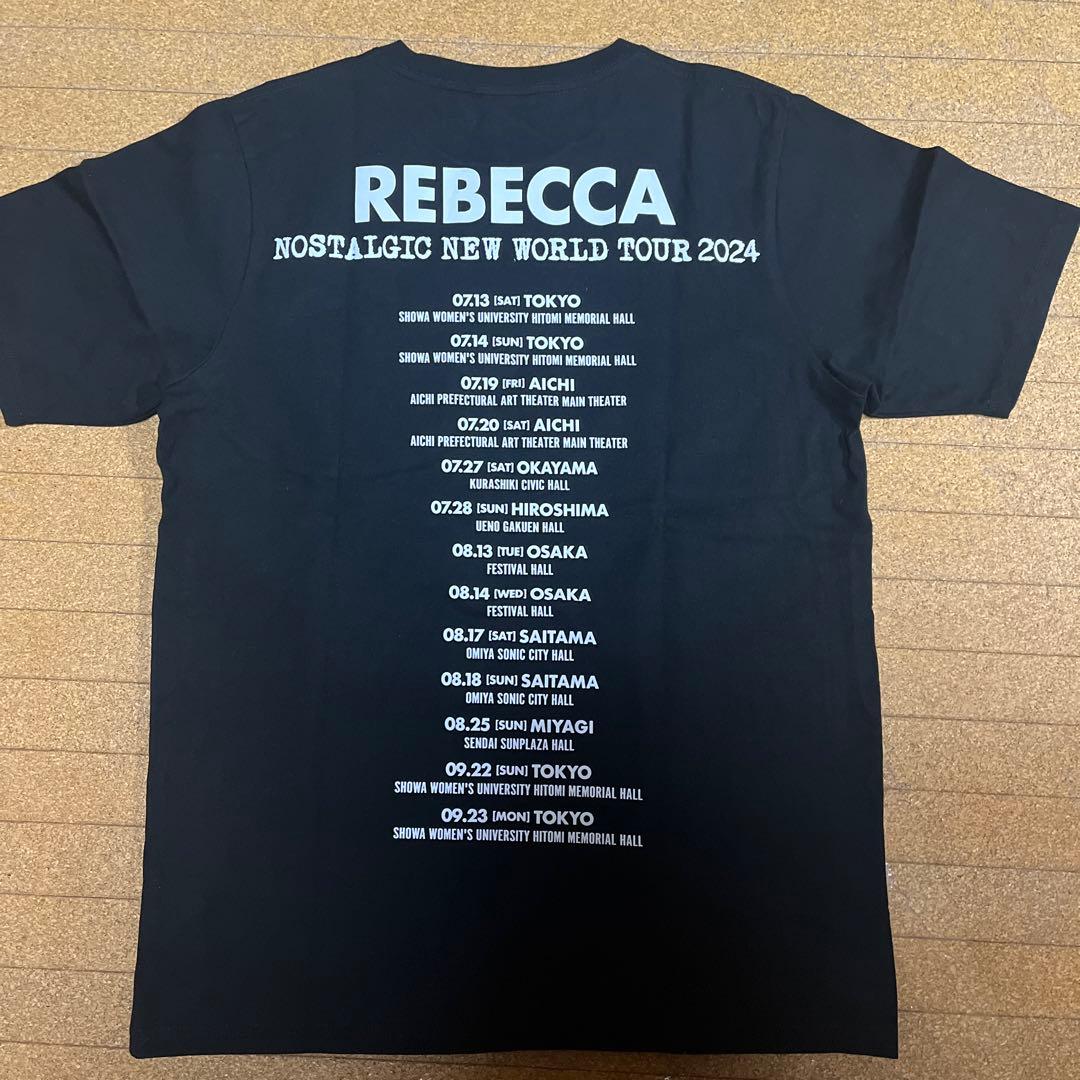 REBECCA
NOSTALGIC NEW WORLD TOUR 2024
07.13 [SAT] TOKYO
SHOWA WOMEN'S UNIVERSITY HITOMI MEMORIAL HALL
07.14 [SUN] TOKYO
SHOWA WOMEN'S UNIVERSITY HITOMI MEMORIAL HALL
07.19 [FRI] AICHI
AICHI PREFECTURAL ART THEATER MAIN THEATER
07.20 [SAT] AICHI
AICHI PREFECTURAL ART THEATER MAIN THEATER
07.27 [SAT] OKAYAMA
KURASHIKI CIVIC HALL
07.28 [SUN] HIROSHIMA
UENO GAKUEN HALL
08.13 [TUE] OSAKA
FESTIVAL HALL
08.14 [WED] OSAKA
FESTIVAL HALL
08.17 [SAT] SAITAMA
OMIYA SONIC CITY HALL
08.18 [SUN] SAITAMA
OMIYA SONIC CITY HALL
08.25 [SUN] MIYAGI
SENDAI SUNPLAZA HALL
09.22 [SUN] TOKYO
SHOWA WOMEN'S UNIVERSITY HITOMI MEMORIAL HALL
09.23 [MON] TOKYO
SHOWA WOMEN'S UNIVERSITY HITOMI MEMORIAL HALL